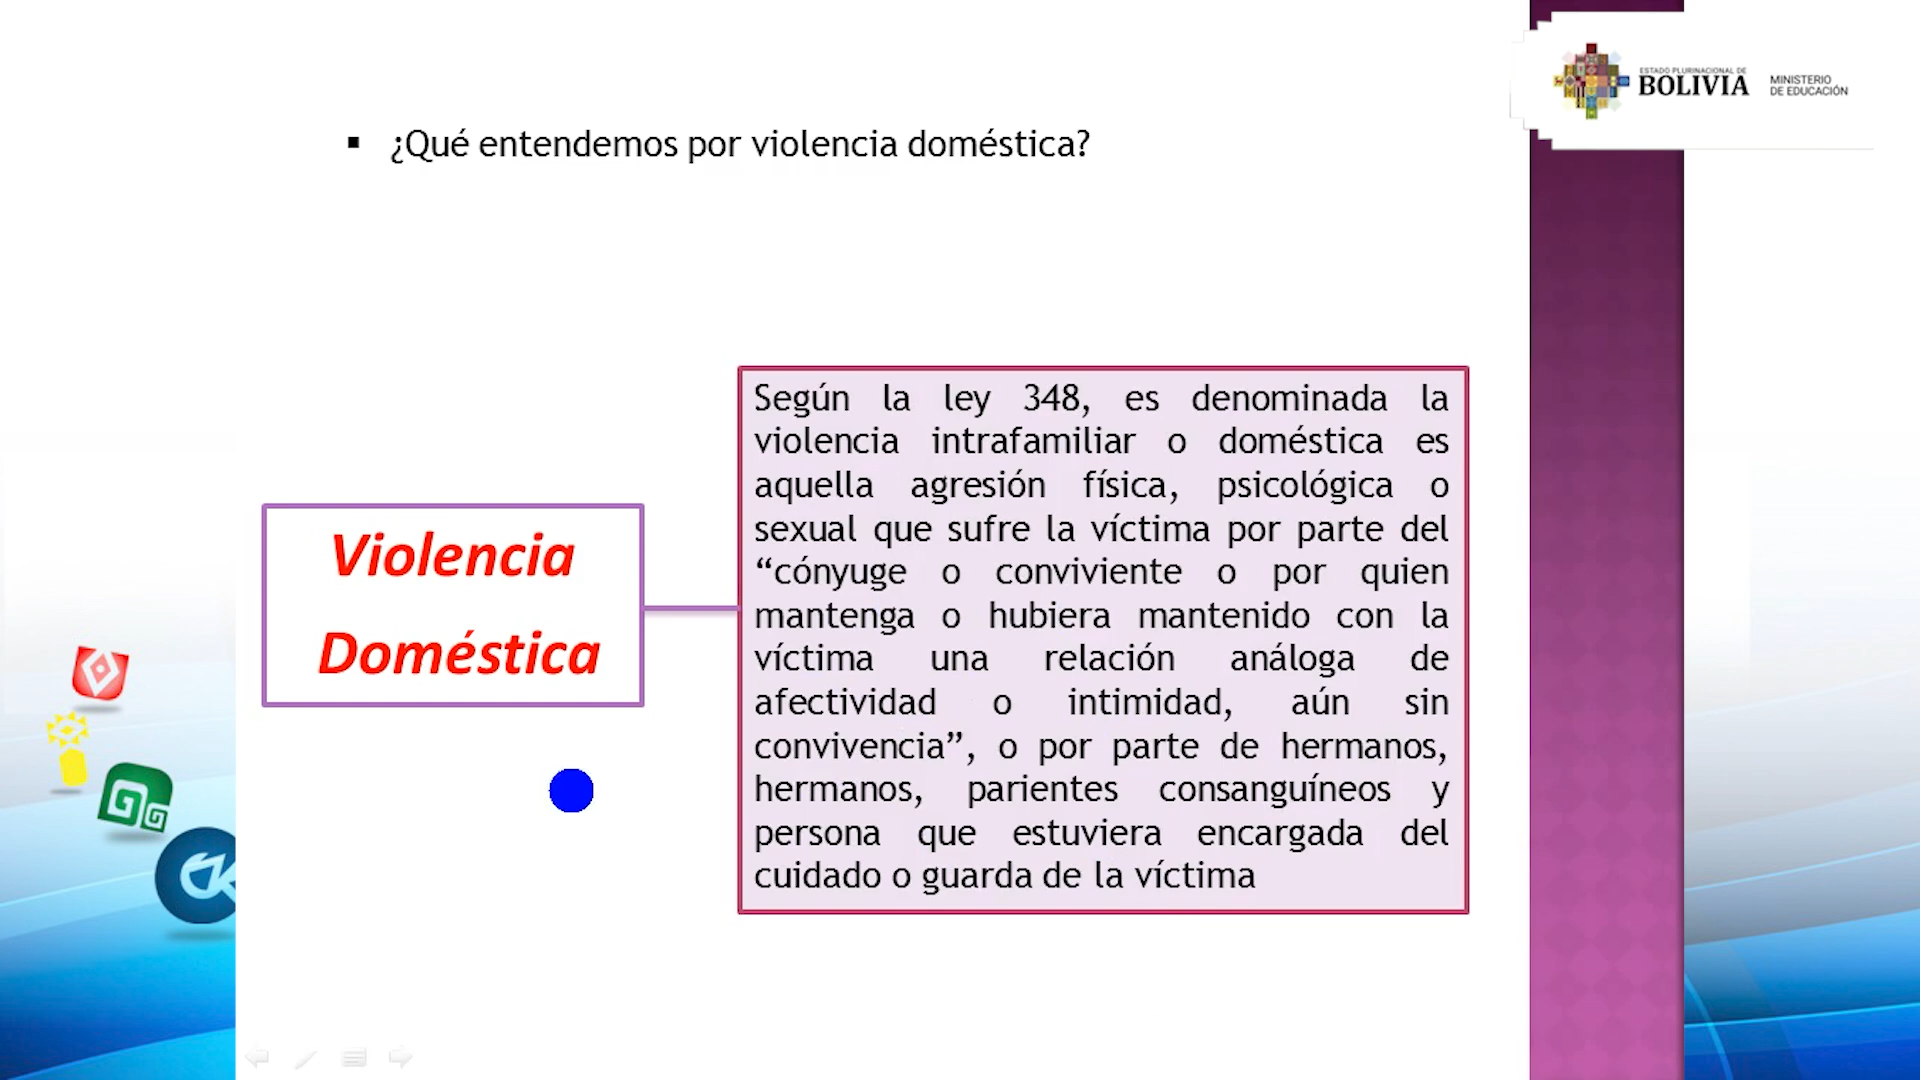 ESTADO PLURINACIONAL DE
BOLIVIA
MINISTERIO
DE EDUCACIÓN
▪ ¿Qué entendemos por violencia doméstica?
Violencia
Doméstica
Según la ley 348, es denominada la
violencia intrafamiliar o doméstica es
aquella agresión física, psicológica o
sexual que sufre la víctima por parte del
“cónyuge o conviviente o por quien
mantenga o hubiera mantenido con la
víctima una relación análoga de
afectividad o intimidad, aún sin
convivencia”, o por parte de hermanos,
hermanos, parientes consanguíneos y
persona que estuviera encargada del
cuidado o guarda de la víctima